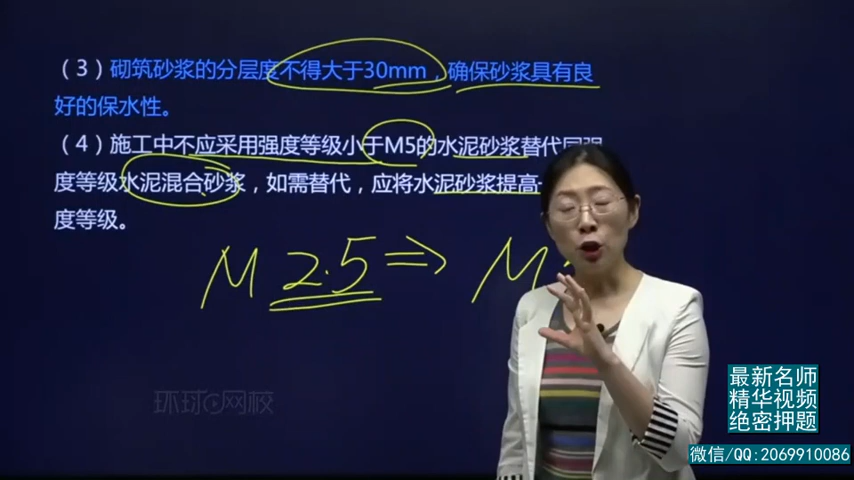 （3）砌筑砂浆的分层度不得大于30mm，确保砂浆具有良
好的保水性。
（4）施工中不应采用强度等级小于M5的水泥砂浆替代同强
度等级水泥混合砂浆，如需替代，应将水泥砂浆提高
度等级。
M 2.5 ⇒ M
环球网校
最新名师
精华视频
绝密押题
微信/QQ:2069910086